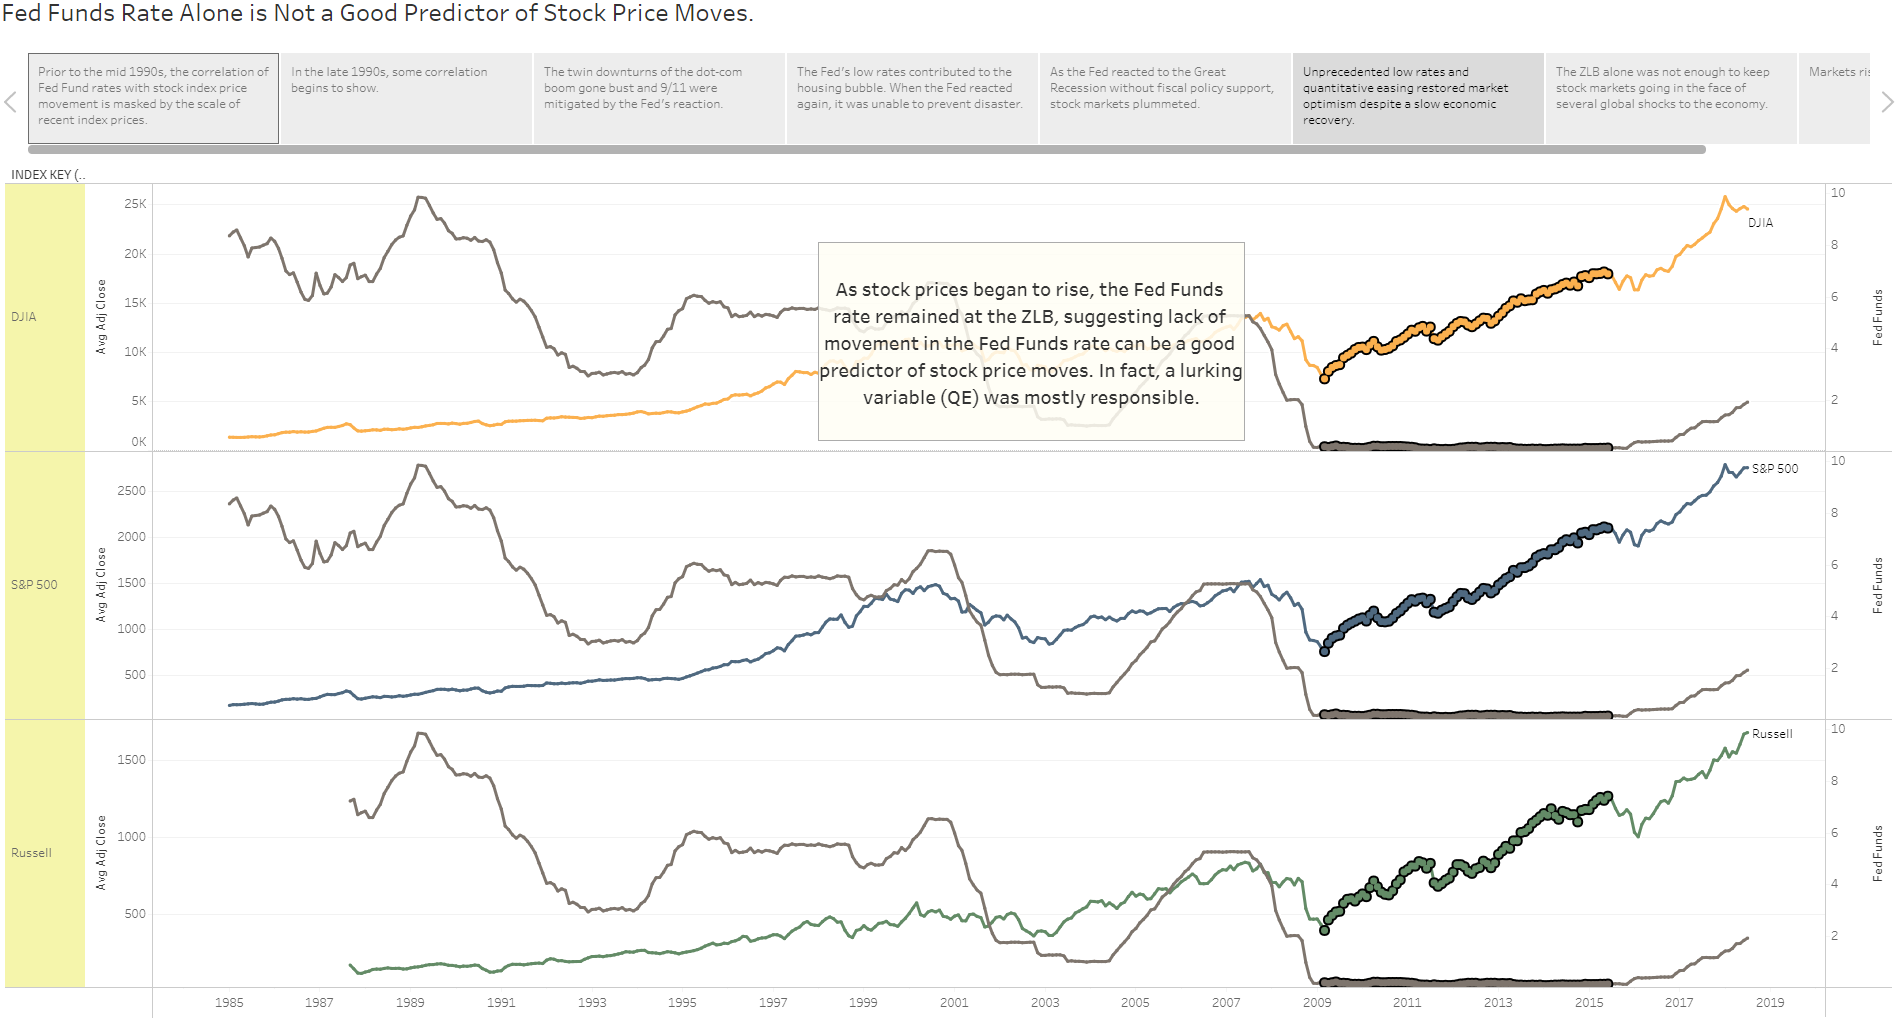 Fed Funds Rate Alone is Not a Good Predictor of Stock Price Moves.
Prior to the mid 1990s, the correlation of
Fed Fund rates with stock index price
movement is masked by the scale of
recent index prices.
In the late 1990s, some correlation
begins to show.
The twin downturns of the dot-com
boom gone bust and 9/11 were
mitigated by the Fed's reaction.
The Fed's low rates contributed to the
housing bubble. When the Fed reacted
again, it was unable to prevent disaster.
As the Fed reacted to the Great
Recession without fiscal policy support,
stock markets plummeted.
Unprecedented low rates and
quantitative easing restored market
optimism despite a slow economic
recovery.
The ZLB alone was not enough to keep
stock markets going in the face of
several global shocks to the economy.
Markets ris
INDEX KEY (..
DJIA
Avg Adj Close
25K
20K
15K
10K
5K
0K
As stock prices began to rise, the Fed Funds
rate remained at the ZLB, suggesting lack of
movement in the Fed Funds rate can be a good
predictor of stock price moves. In fact, a lurking
variable (QE) was mostly responsible.
DJIA
10
8
6
4
2
Fed Funds
S&P 500
Avg Adj Close
2500
2000
1500
1000
500
S&P 500
10
8
6
4
2
Fed Funds
Russell
Avg Adj Close
1500
1000
500
Russell
10
8
6
4
2
Fed Funds
1985 1987 1989 1991 1993 1995 1997 1999 2001 2003 2005 2007 2009 2011 2013 2015 2017 2019